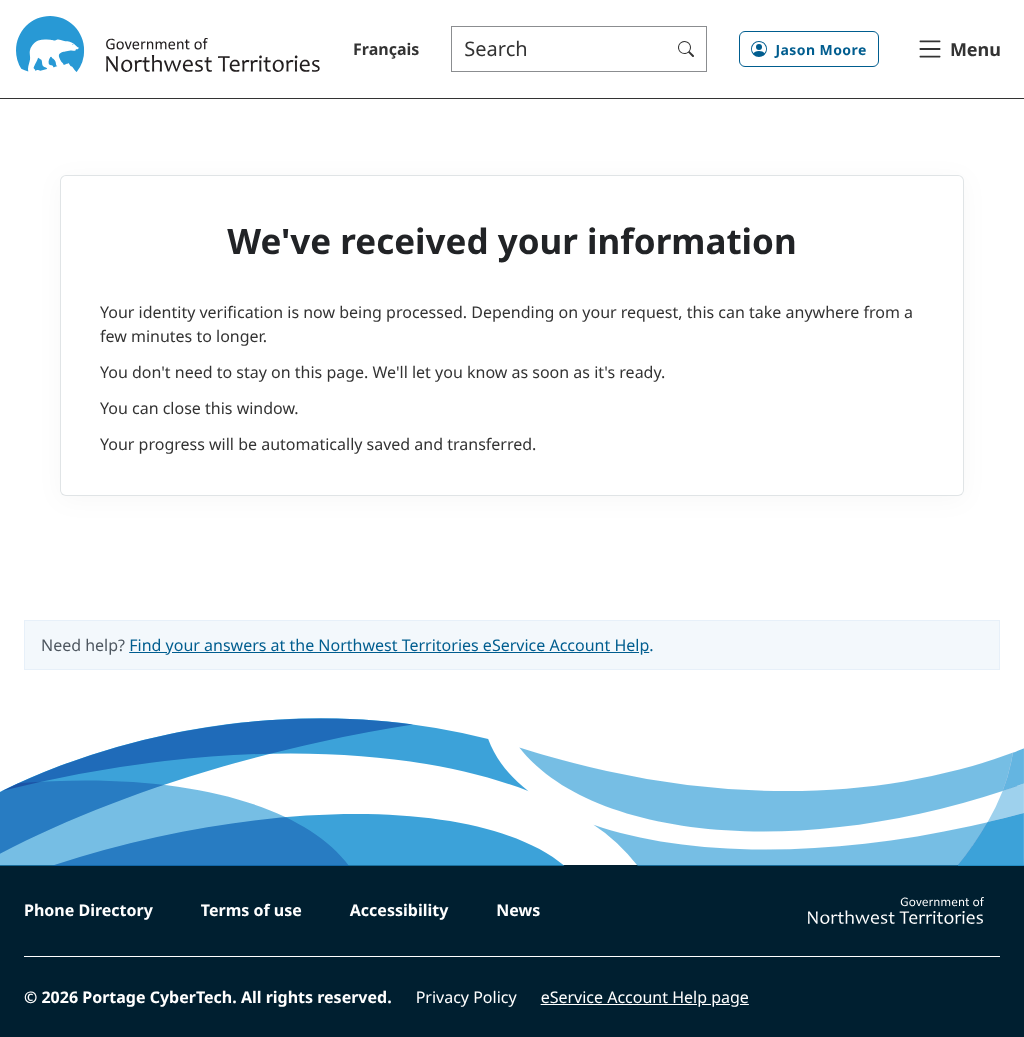 Government of
Northwest Territories
Français
Search
Jason Moore
Menu
We've received your information
Your identity verification is now being processed. Depending on your request, this can take anywhere from a
few minutes to longer.
You don't need to stay on this page. We'll let you know as soon as it's ready.
You can close this window.
Your progress will be automatically saved and transferred.
Need help? Find your answers at the Northwest Territories eService Account Help.
Phone Directory
Terms of use
Accessibility
News
Government of
Northwest Territories
© 2026 Portage CyberTech. All rights reserved.
Privacy Policy
eService Account Help page